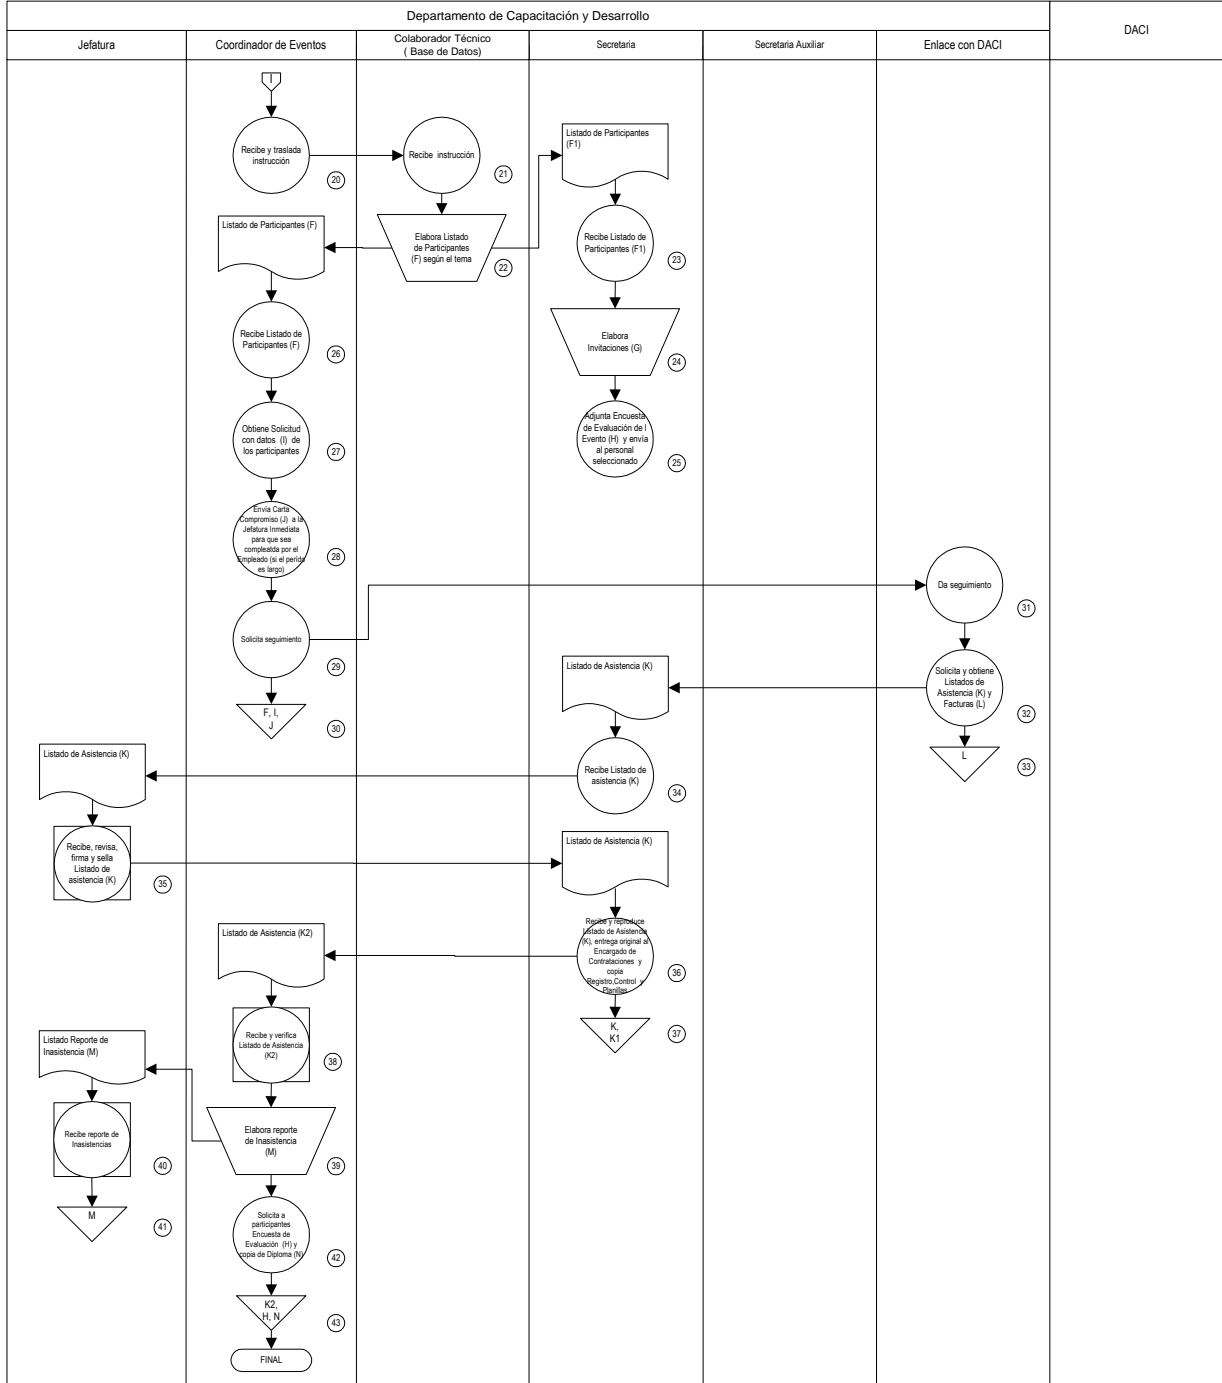 Departamento de Capacitación y Desarrollo
DACI
Jefatura
Coordinador de Eventos
Colaborador Técnico
( Base de Datos)
Secretaria
Secretaria Auxiliar
Enlace con DACI
I
Recibe y traslada
instrucción
20
Recibe instrucción
21
Listado de Participantes
(F1)
Listado de Participantes (F)
Elabora Listado
de Participantes
(F) según el tema
22
Recibe Listado de
Participantes (F1)
23
Recibe Listado de
Participantes (F)
26
Elabora
Invitaciones (G)
24
Obtiene Solicitud
con datos (I) de
los participantes
27
Adjunta Encuesta
de Evaluación de l
Evento (H) y envía
al personal
seleccionado
25
Envía Carta
Compromiso (J) a la
Jefatura Inmediata
para que sea
compleatda por el
Empleado (si el perído
es largo)
28
Da seguimiento
31
Solicita seguimiento
29
Listado de Asistencia (K)
Solicita y obtiene
Listados de
Asistencia (K) y
Facturas (L)
32
F, I,
J
30
Listado de Asistencia (K)
Recibe Listado de
asistencia (K)
34
L
33
Recibe, revisa,
firma y sella
Listado de
asistencia (K)
35
Listado de Asistencia (K)
Listado de Asistencia (K2)
Recibe y reproduce
Listado de Asistencia
(K), entrega original al
Encargado de
Contrataciones y
copia
Registro,Control y
Planillas
36
Listado Reporte de
Inasistencia (M)
Recibe y verifica
Listado de Asistencia
(K2)
38
K,
K1
37
Recibe reporte de
Inasistencias
40
Elabora reporte
de Inasistencia
(M)
39
M
41
Solicita a
participantes
Encuesta de
Evaluación (H) y
copia de Diploma (N)
42
K2,
H, N
43
FINAL